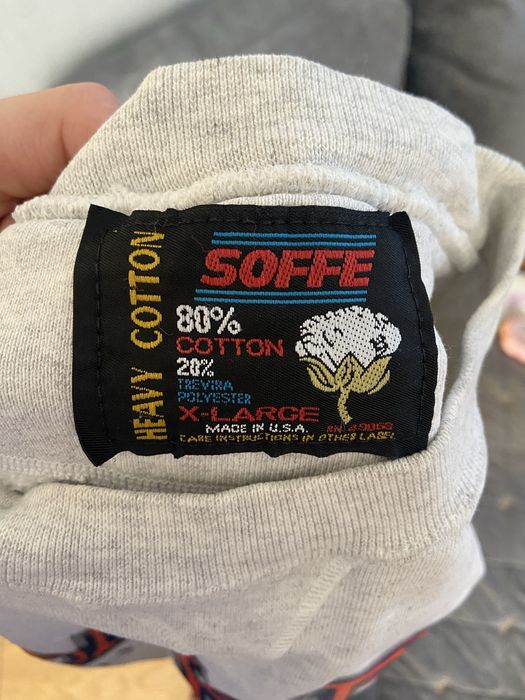 HEAVY COTTON
SOFFE
80%
COTTON
20%
TREVIRA
POLYESTER
X-LARGE
MADE IN U.S.A.
CARE INSTRUCTIONS IN OTHER LABEL